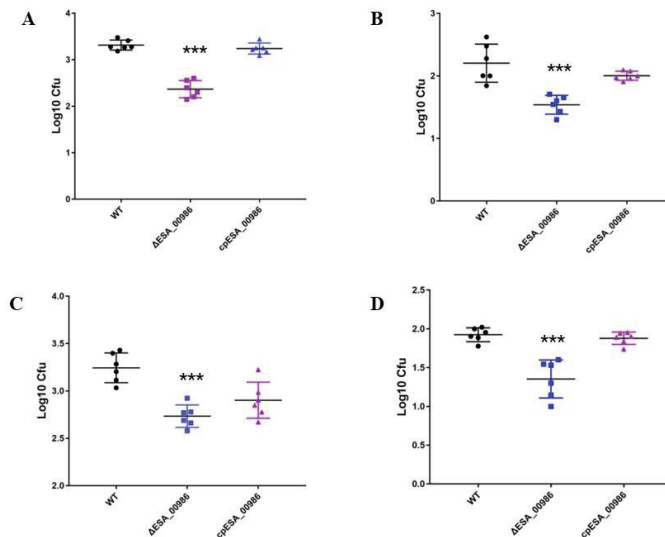 A
Log10 Cfu
4
3
2
1
***
WT
ΔESA_00986
cpESA_00986
B
Log10 Cfu
3
2
1
0
***
WT
ΔESA_00986
cpESA_00986
C
Log10 Cfu
4.0
3.5
3.0
2.5
2.0
***
WT
ΔESA_00986
cpESA_00986
D
Log10 Cfu
2.5
2.0
1.5
1.0
0.5
0.0
***
WT
ΔESA_00986
cpESA_00986